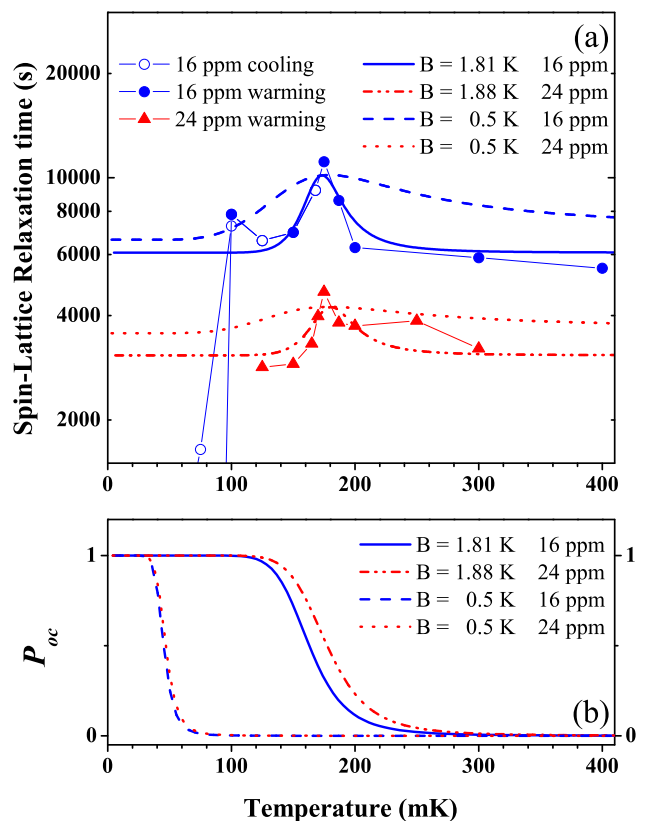 (a)
16 ppm cooling
16 ppm warming
24 ppm warming
B = 1.81 K 16 ppm
B = 1.88 K 24 ppm
B = 0.5 K 16 ppm
B = 0.5 K 24 ppm
Spin-Lattice Relaxation time (s)
20000
10000
8000
6000
4000
2000
0 100 200 300 400
B = 1.81 K 16 ppm
B = 1.88 K 24 ppm
B = 0.5 K 16 ppm
B = 0.5 K 24 ppm
P_oc
1 1
0 0
(b)
0 100 200 300 400
Temperature (mK)